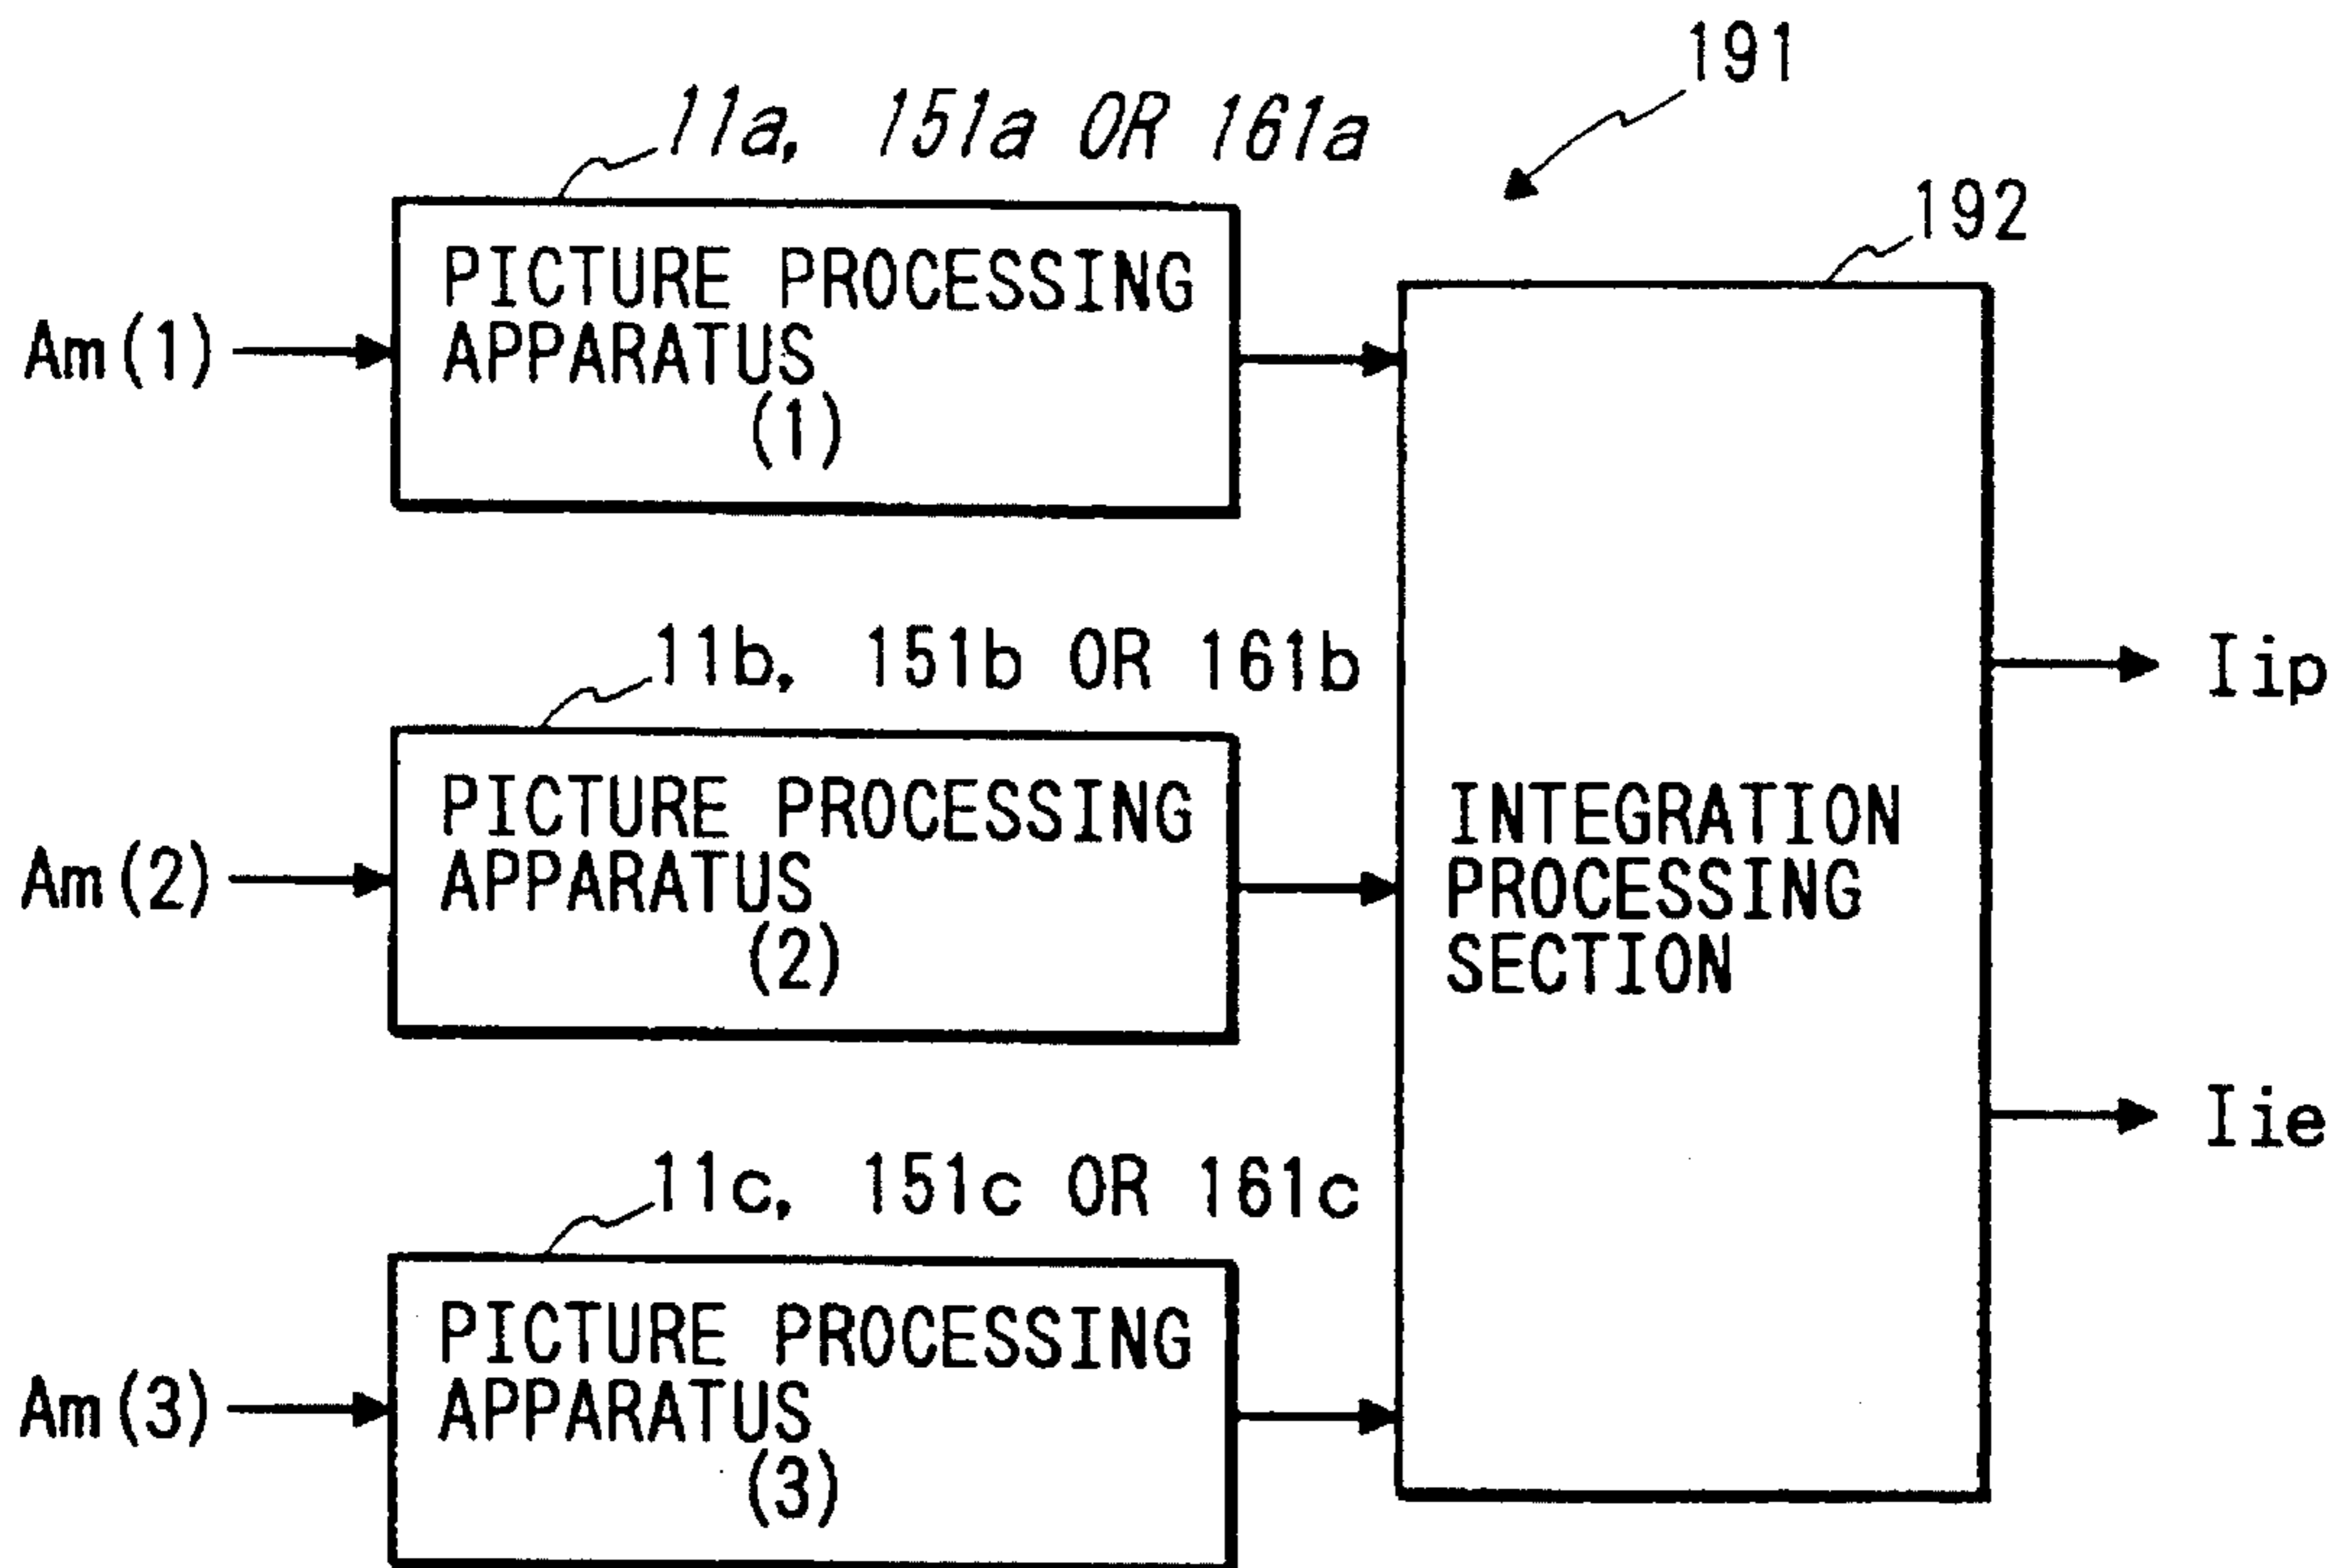 191
11a, 151a OR 161a
192
PICTURE PROCESSING
APPARATUS
(1)
Am(1)
11b, 151b OR 161b
Iip
PICTURE PROCESSING
APPARATUS
(2)
Am(2)
INTEGRATION
PROCESSING
SECTION
Iie
11c, 151c OR 161c
PICTURE PROCESSING
APPARATUS
(3)
Am(3)